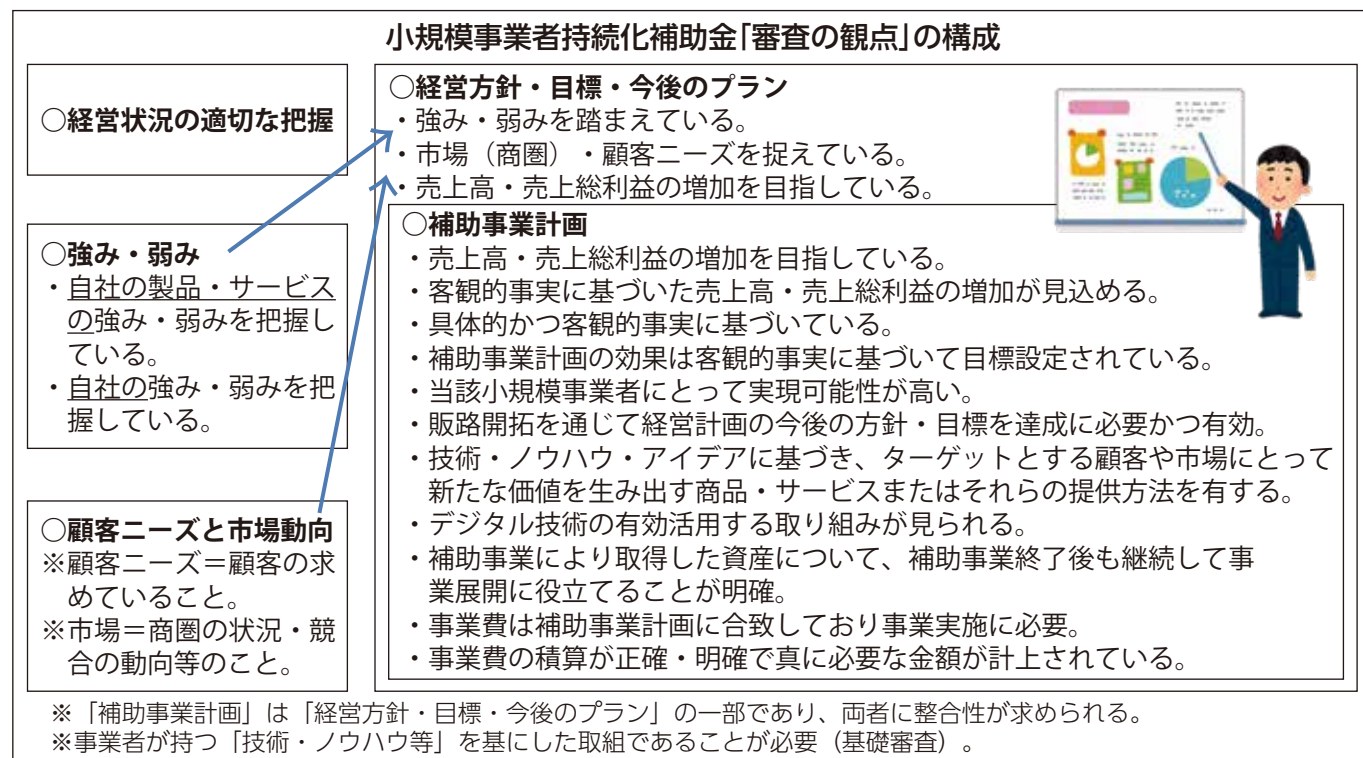 小規模事業者持続化補助金「審査の観点」の構成
○経営状況の適切な把握
○強み・弱み
・自社の製品・サービス
の強み・弱みを把握し
ている。
・自社の強み・弱みを把
握している。
○顧客ニーズと市場動向
※顧客ニーズ＝顧客の求
めていること。
※市場＝商圏の状況・競
合の動向等のこと。
○経営方針・目標・今後のプラン
・強み・弱みを踏まえている。
・市場（商圏）・顧客ニーズを捉えている。
・売上高・売上総利益の増加を目指している。
○補助事業計画
・売上高・売上総利益の増加を目指している。
・客観的事実に基づいた売上高・売上総利益の増加が見込める。
・具体的かつ客観的事実に基づいている。
・補助事業計画の効果は客観的事実に基づいて目標設定されている。
・当該小規模事業者にとって実現可能性が高い。
・販路開拓を通じて経営計画の今後の方針・目標を達成に必要かつ有効。
・技術・ノウハウ・アイデアに基づき、ターゲットとする顧客や市場にとって
新たな価値を生み出す商品・サービスまたはそれらの提供方法を有する。
・デジタル技術の有効活用する取り組みが見られる。
・補助事業により取得した資産について、補助事業終了後も継続して事
業展開に役立てることが明確。
・事業費は補助事業計画に合致しており事業実施に必要。
・事業費の積算が正確・明確で真に必要な金額が計上されている。
※「補助事業計画」は「経営方針・目標・今後のプラン」の一部であり、両者に整合性が求められる。
※事業者が持つ「技術・ノウハウ等」を基にした取組であることが必要（基礎審査）。